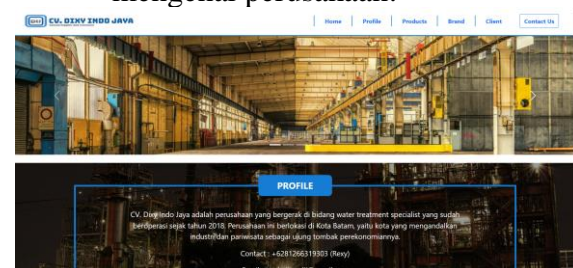 mengenai perusahaan.
CV. DIXY INDO JAYA
Home Profile Products Brand Client Contact Us
PROFILE
CV. Dixy Indo Jaya adalah perusahaan yang bergerak di bidang water treatment specialist yang sudah
berdperasi sejak tahun 2018. Perusahaan ini berlokasi di Kota Batam, yaitu kota yang mengandalkan
industri dan pariwisata sebagai ujung tombak perekonomiannya.
Contact : +6281266319303 (Rexy)